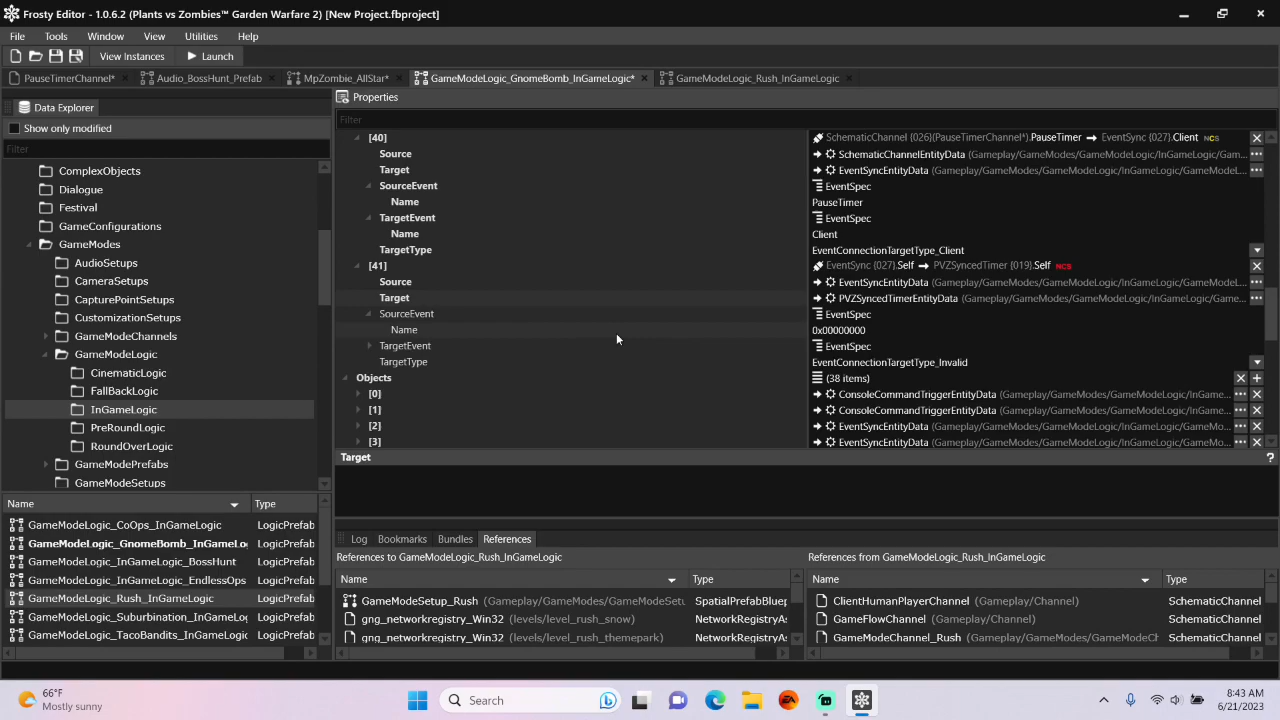 Frosty Editor - 1.0.6.2 (Plants vs Zombies™ Garden Warfare 2) [New Project.fbproject]
File Tools Window View Utilities Help
View Instances Launch
PauseTimerChannel* Audio_BossHunt_Prefab MpZombie_AllStar* GameModeLogic_GnomeBomb_InGameLogic* GameModeLogic_Rush_InGameLogic
Data Explorer
Show only modified
Filter
ComplexObjects
Dialogue
Festival
GameConfigurations
GameModes
AudioSetups
CameraSetups
CapturePointSetups
CustomizationSetups
GameModeChannels
GameModeLogic
CinematicLogic
FallBackLogic
InGameLogic
PreRoundLogic
RoundOverLogic
GameModePrefabs
GameModeSetups
Name Type
GameModeLogic_CoOps_InGameLogic LogicPrefab
GameModeLogic_GnomeBomb_InGameLo LogicPrefab
GameModeLogic_InGameLogic_BossHunt LogicPrefab
GameModeLogic_InGameLogic_EndlessOps LogicPrefab
GameModeLogic_Rush_InGameLogic LogicPrefab
GameModeLogic_Suburbination_InGameLo LogicPrefab
GameModeLogic_TacoBandits_InGameLogic LogicPrefab
Properties
Filter
[40] SchematicChannel {026}(PauseTimerChannel*).PauseTimer → EventSync {027}.Client NCS
Source SchematicChannelEntityData (Gameplay/GameModes/GameModeLogic/InGameLogic/Gam...
Target EventSyncEntityData (Gameplay/GameModes/GameModeLogic/InGameLogic/GameModeL...
SourceEvent EventSpec
Name PauseTimer
TargetEvent EventSpec
Name Client
TargetType EventConnectionTargetType_Client
[41] EventSync {027}.Self → PVZSyncedTimer {019}.Self NCS
Source EventSyncEntityData (Gameplay/GameModes/GameModeLogic/InGameLogic/GameModeL...
Target PVZSyncedTimerEntityData (Gameplay/GameModes/GameModeLogic/InGameLogic/Game...
SourceEvent EventSpec
Name 0x00000000
TargetEvent EventSpec
TargetType EventConnectionTargetType_Invalid
Objects (38 items)
[0] ConsoleCommandTriggerEntityData (Gameplay/GameModes/GameModeLogic/InGameLogic/G...
[1] ConsoleCommandTriggerEntityData (Gameplay/GameModes/GameModeLogic/InGameLogic/G...
[2] EventSyncEntityData (Gameplay/GameModes/GameModeLogic/InGameLogic/GameMo...
[3] EventSyncEntityData (Gameplay/GameModes/GameModeLogic/InGameLogic/GameMo...
Target ?
Log Bookmarks Bundles References
References to GameModeLogic_Rush_InGameLogic References from GameModeLogic_Rush_InGameLogic
Name Type Name Type
GameModeSetup_Rush (Gameplay/GameModes/GameModeSetu SpatialPrefabBluep ClientHumanPlayerChannel (Gameplay/Channel) SchematicChannel
gng_networkregistry_Win32 (levels/level_rush_snow) NetworkRegistryAs GameFlowChannel (Gameplay/Channel) SchematicChannel
gng_networkregistry_Win32 (levels/level_rush_themepark) NetworkRegistryAs GameModeChannel_Rush (Gameplay/GameModes/GameModeCh SchematicChannel
66°F
Mostly sunny
Search
8:43 AM
6/21/2023